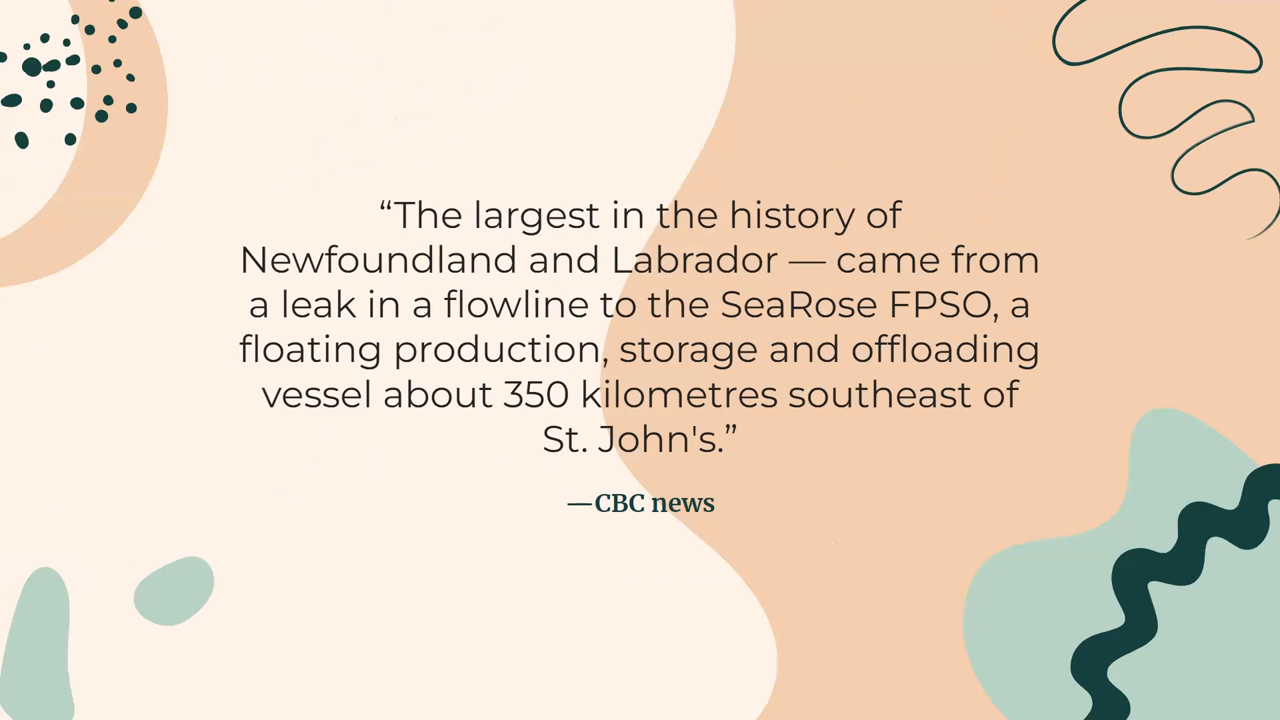 “The largest in the history of
Newfoundland and Labrador — came from
a leak in a flowline to the SeaRose FPSO, a
floating production, storage and offloading
vessel about 350 kilometres southeast of
St. John's.”
—CBC news